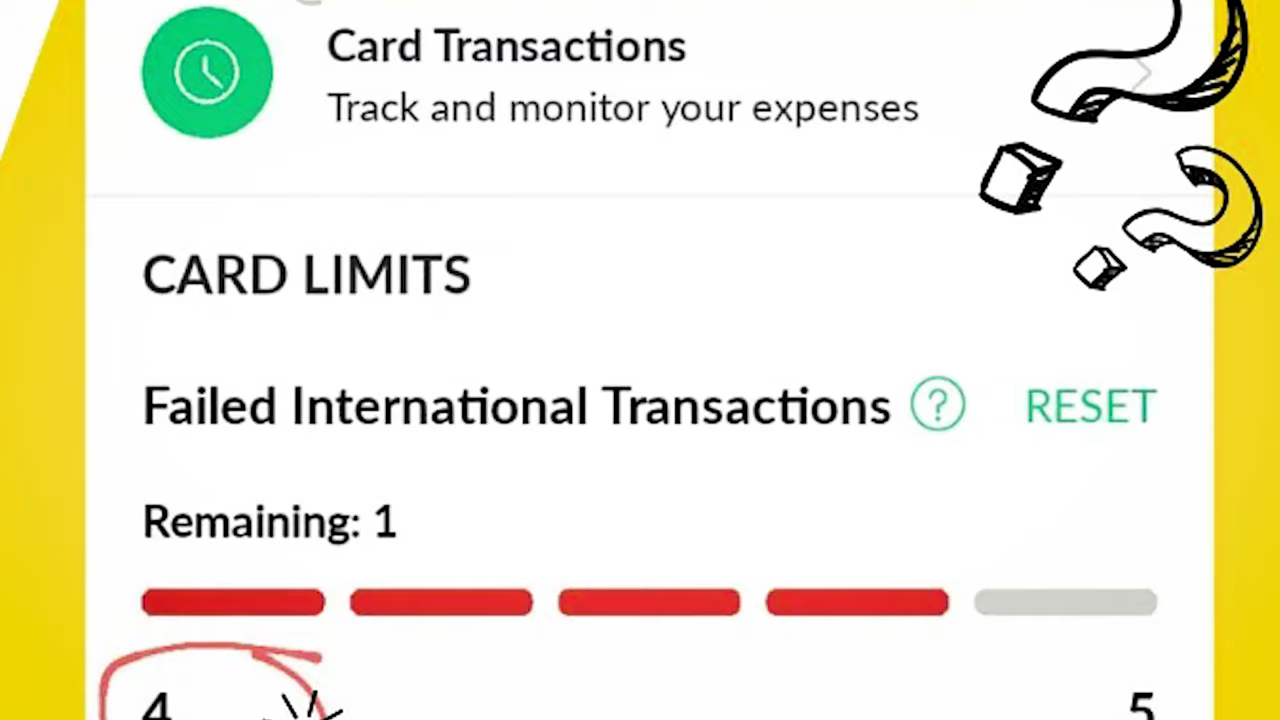 Card Transactions
Track and monitor your expenses
CARD LIMITS
Failed International Transactions ? RESET
Remaining: 1
4 5